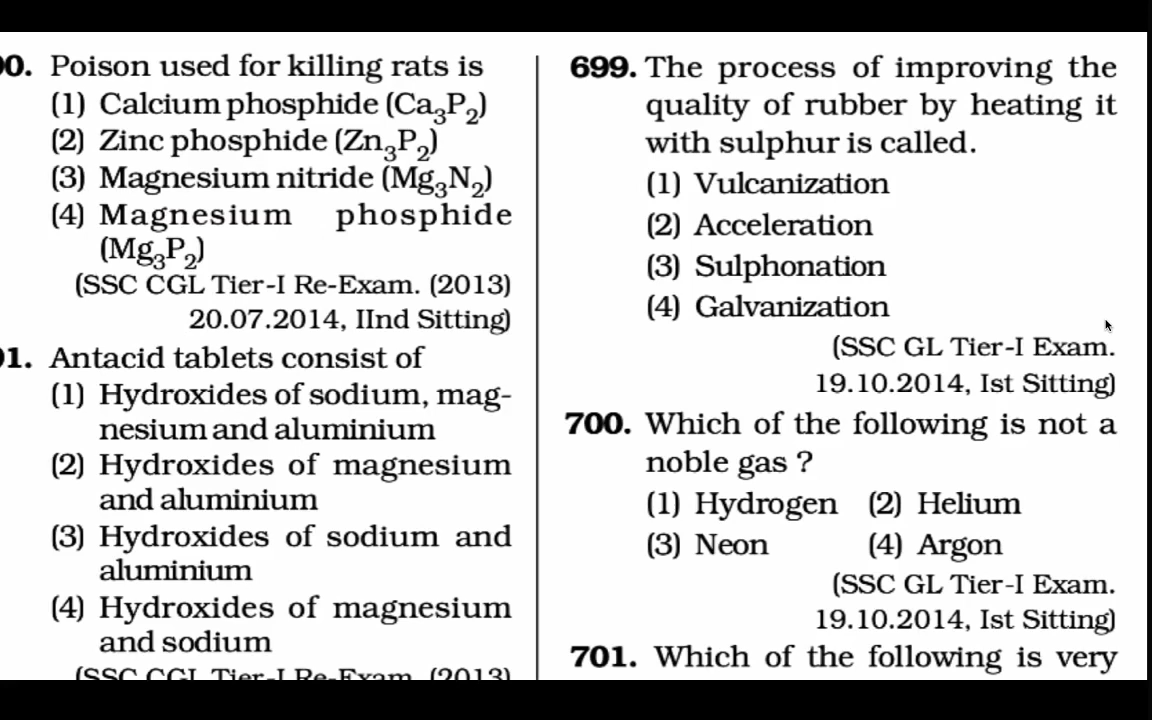 0. Poison used for killing rats is
(1) Calcium phosphide (Ca₃P₂)
(2) Zinc phosphide (Zn₃P₂)
(3) Magnesium nitride (Mg₃N₂)
(4) Magnesium phosphide
(Mg₃P₂)
(SSC CGL Tier-I Re-Exam. (2013)
20.07.2014, IInd Sitting)
1. Antacid tablets consist of
(1) Hydroxides of sodium, mag-
nesium and aluminium
(2) Hydroxides of magnesium
and aluminium
(3) Hydroxides of sodium and
aluminium
(4) Hydroxides of magnesium
and sodium
(SSC CGL Tier-I Re-Exam. (2013)
699. The process of improving the
quality of rubber by heating it
with sulphur is called.
(1) Vulcanization
(2) Acceleration
(3) Sulphonation
(4) Galvanization
(SSC GL Tier-I Exam.
19.10.2014, Ist Sitting)
700. Which of the following is not a
noble gas ?
(1) Hydrogen (2) Helium
(3) Neon (4) Argon
(SSC GL Tier-I Exam.
19.10.2014, Ist Sitting)
701. Which of the following is very